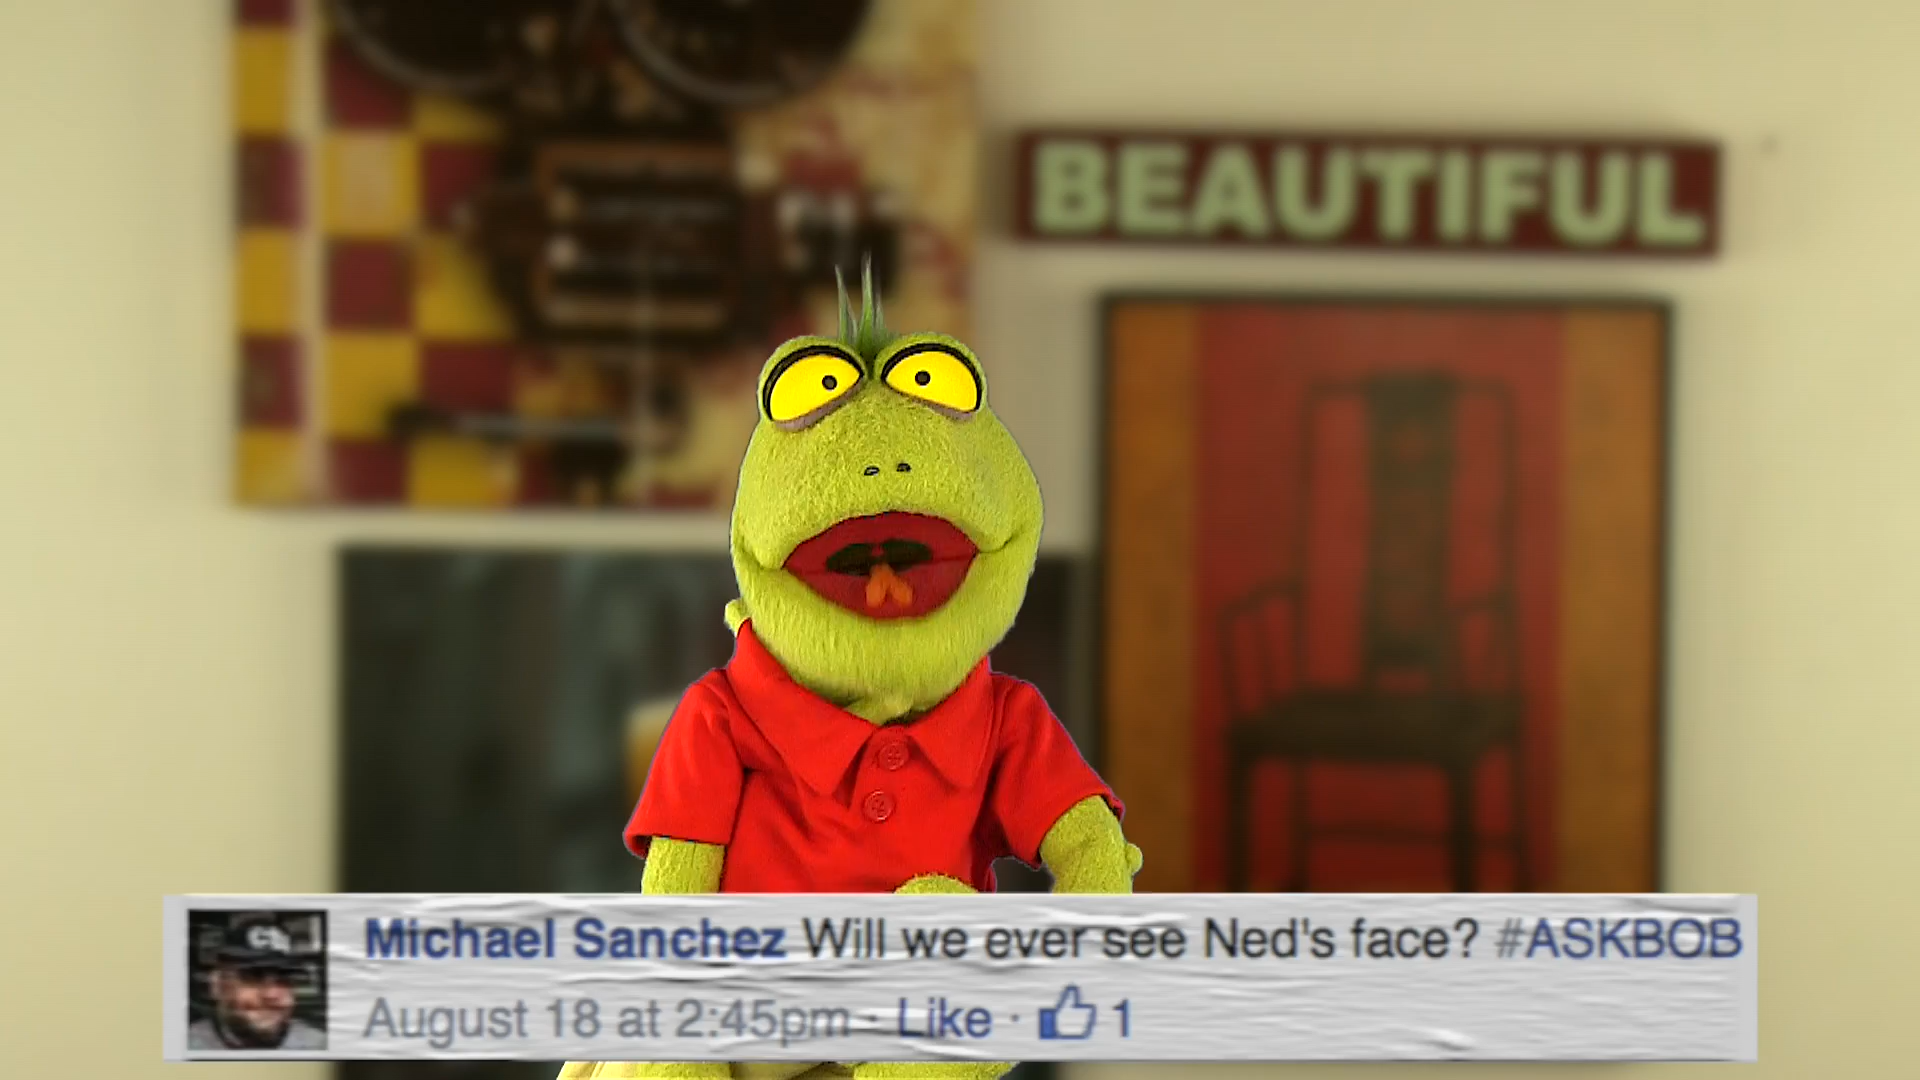 BEAUTIFUL
Michael Sanchez Will we ever see Ned's face? #ASKBOB
August 18 at 2:45pm · Like · 1